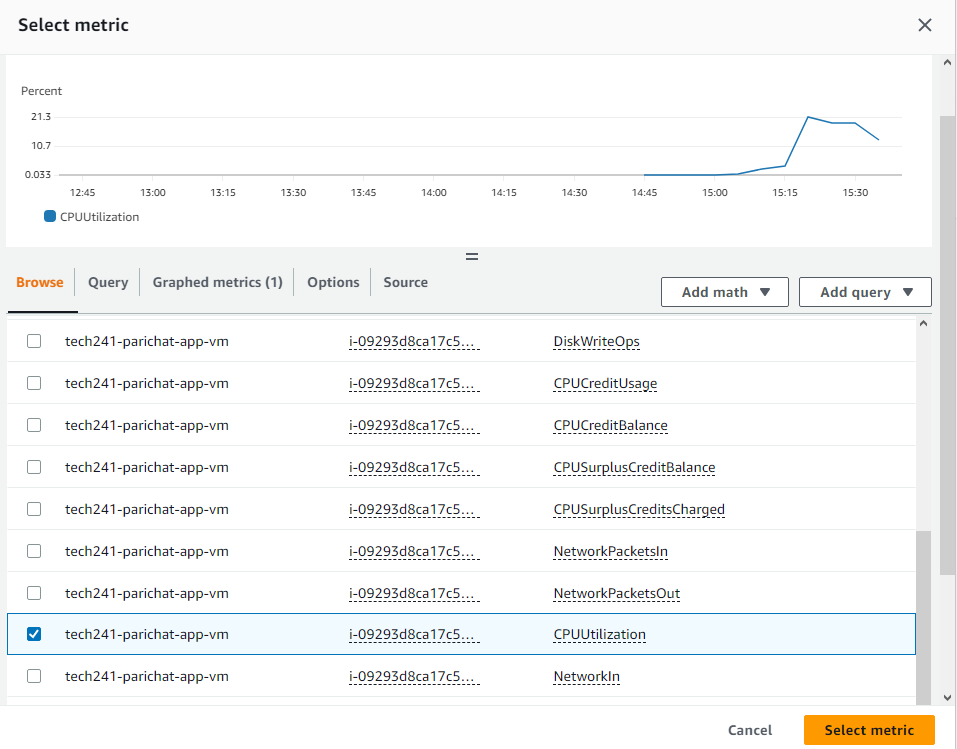 Select metric
Percent
21.3
10.7
0.033
12:45 13:00 13:15 13:30 13:45 14:00 14:15 14:30 14:45 15:00 15:15 15:30
CPUUtilization
Browse Query Graphed metrics (1) Options Source
Add math Add query
tech241-parichat-app-vm i-09293d8ca17c5... DiskWriteOps
tech241-parichat-app-vm i-09293d8ca17c5... CPUCreditUsage
tech241-parichat-app-vm i-09293d8ca17c5... CPUCreditBalance
tech241-parichat-app-vm i-09293d8ca17c5... CPUSurplusCreditBalance
tech241-parichat-app-vm i-09293d8ca17c5... CPUSurplusCreditsCharged
tech241-parichat-app-vm i-09293d8ca17c5... NetworkPacketsIn
tech241-parichat-app-vm i-09293d8ca17c5... NetworkPacketsOut
tech241-parichat-app-vm i-09293d8ca17c5... CPUUtilization
tech241-parichat-app-vm i-09293d8ca17c5... NetworkIn
Cancel Select metric